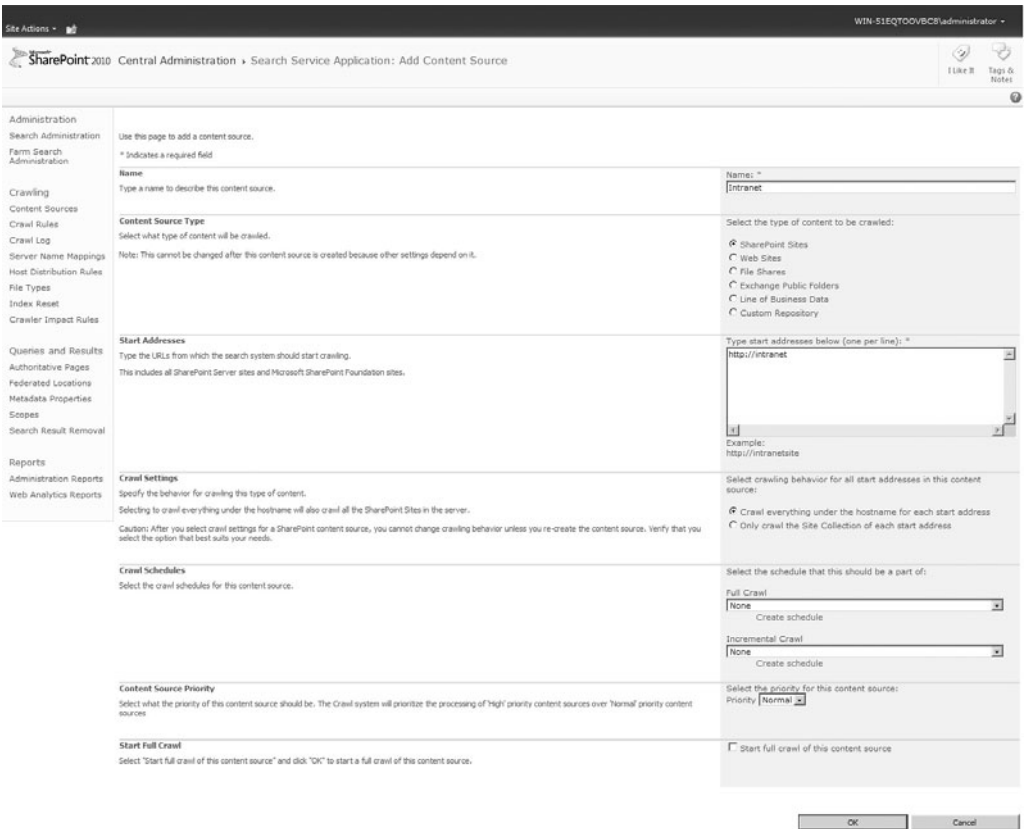 WIN-51EQTOOVBC8\administrator
Site Actions
Microsoft
SharePoint 2010 Central Administration › Search Service Application: Add Content Source
I Like It
Tags & Notes
Administration
Search Administration
Farm Search Administration
Crawling
Content Sources
Crawl Rules
Crawl Log
Server Name Mappings
Host Distribution Rules
File Types
Index Reset
Crawler Impact Rules
Queries and Results
Authoritative Pages
Federated Locations
Metadata Properties
Scopes
Search Result Removal
Reports
Administration Reports
Web Analytics Reports
Use this page to add a content source.
* Indicates a required field
Name
Type a name to describe this content source.
Name: *
Intranet
Content Source Type
Select what type of content will be crawled.
Note: This cannot be changed after this content source is created because other settings depend on it.
Select the type of content to be crawled:
SharePoint Sites
Web Sites
File Shares
Exchange Public Folders
Line of Business Data
Custom Repository
Start Addresses
Type the URLs from which the search system should start crawling.
This includes all SharePoint Server sites and Microsoft SharePoint Foundation sites.
Type start addresses below (one per line): *
http://intranet
Example:
http://intranetsite
Crawl Settings
Specify the behavior for crawling this type of content.
Selecting to crawl everything under the hostname will also crawl all the SharePoint Sites in the server.
Caution: After you select crawl settings for a SharePoint content source, you cannot change crawling behavior unless you re-create the content source. Verify that you
select the option that best suits your needs.
Select crawling behavior for all start addresses in this content
source:
Crawl everything under the hostname for each start address
Only crawl the Site Collection of each start address
Crawl Schedules
Select the crawl schedules for this content source.
Select the schedule that this should be a part of:
Full Crawl
None
Create schedule
Incremental Crawl
None
Create schedule
Content Source Priority
Select what the priority of this content source should be. The Crawl system will prioritize the processing of 'High' priority content sources over 'Normal' priority content
sources
Select the priority for this content source:
Priority Normal
Start Full Crawl
Select "Start full crawl of this content source" and click "OK" to start a full crawl of this content source.
Start full crawl of this content source
OK
Cancel